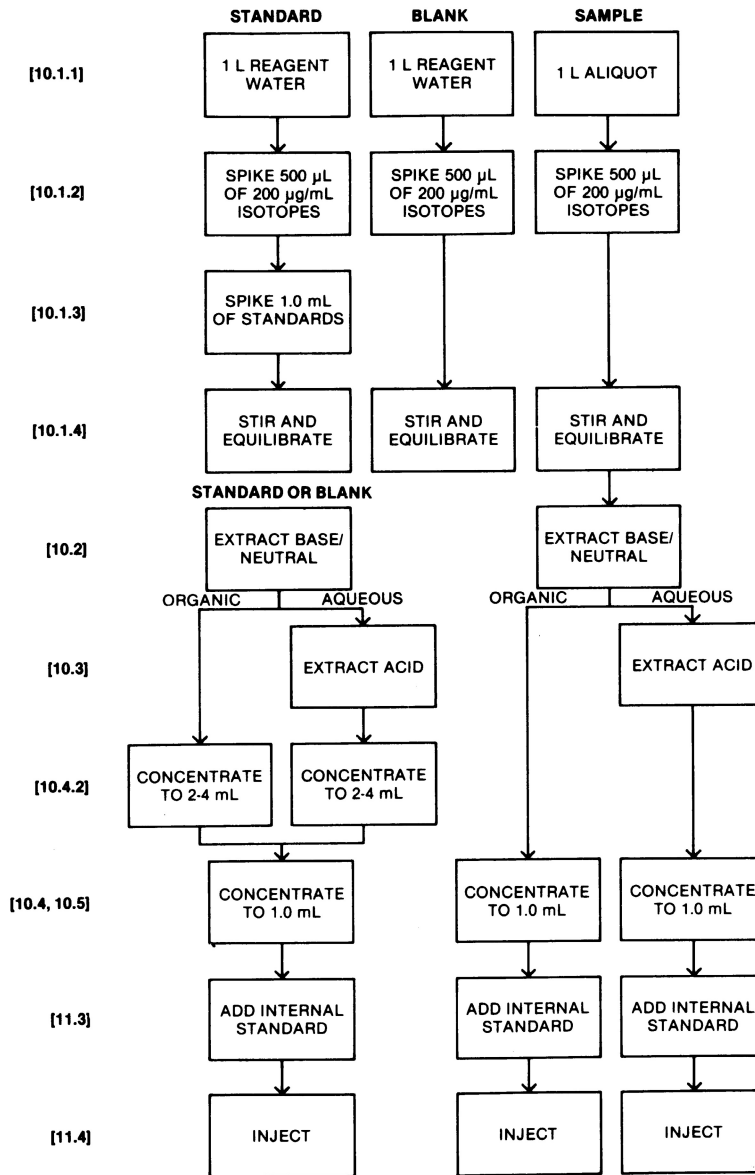 STANDARD BLANK SAMPLE
[10.1.1]
1 L REAGENT
WATER
1 L REAGENT
WATER
1 L ALIQUOT
[10.1.2]
SPIKE 500 µL
OF 200 µg/mL
ISOTOPES
SPIKE 500 µL
OF 200 µg/mL
ISOTOPES
SPIKE 500 µL
OF 200 µg/mL
ISOTOPES
[10.1.3]
SPIKE 1.0 mL
OF STANDARDS
[10.1.4]
STIR AND
EQUILIBRATE
STIR AND
EQUILIBRATE
STIR AND
EQUILIBRATE
STANDARD OR BLANK
[10.2]
EXTRACT BASE/
NEUTRAL
EXTRACT BASE/
NEUTRAL
ORGANIC AQUEOUS ORGANIC AQUEOUS
[10.3]
EXTRACT ACID
EXTRACT ACID
[10.4.2]
CONCENTRATE
TO 2-4 mL
CONCENTRATE
TO 2-4 mL
[10.4, 10.5]
CONCENTRATE
TO 1.0 mL
CONCENTRATE
TO 1.0 mL
CONCENTRATE
TO 1.0 mL
[11.3]
ADD INTERNAL
STANDARD
ADD INTERNAL
STANDARD
ADD INTERNAL
STANDARD
[11.4]
INJECT
INJECT
INJECT